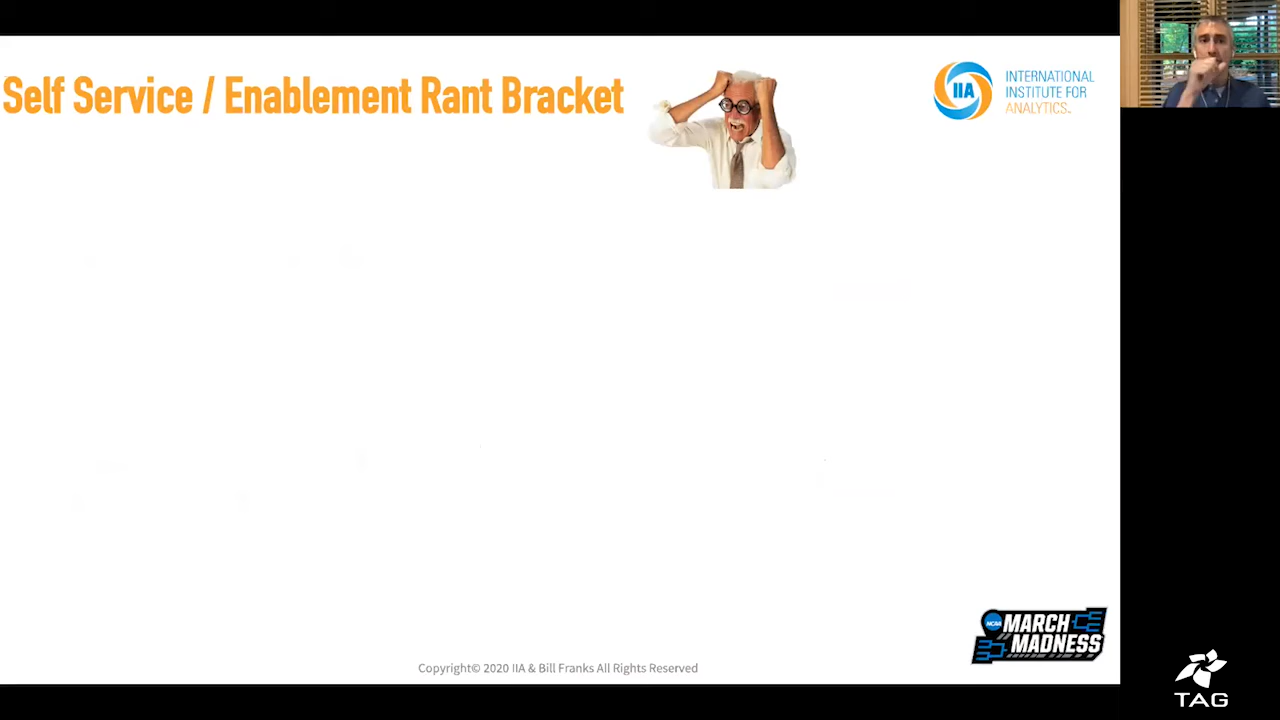 Self Service / Enablement Rant Bracket
IIA
INTERNATIONAL
INSTITUTE FOR
ANALYTICS
NCAA
MARCH
MADNESS
Copyright© 2020 IIA & Bill Franks All Rights Reserved
TAG